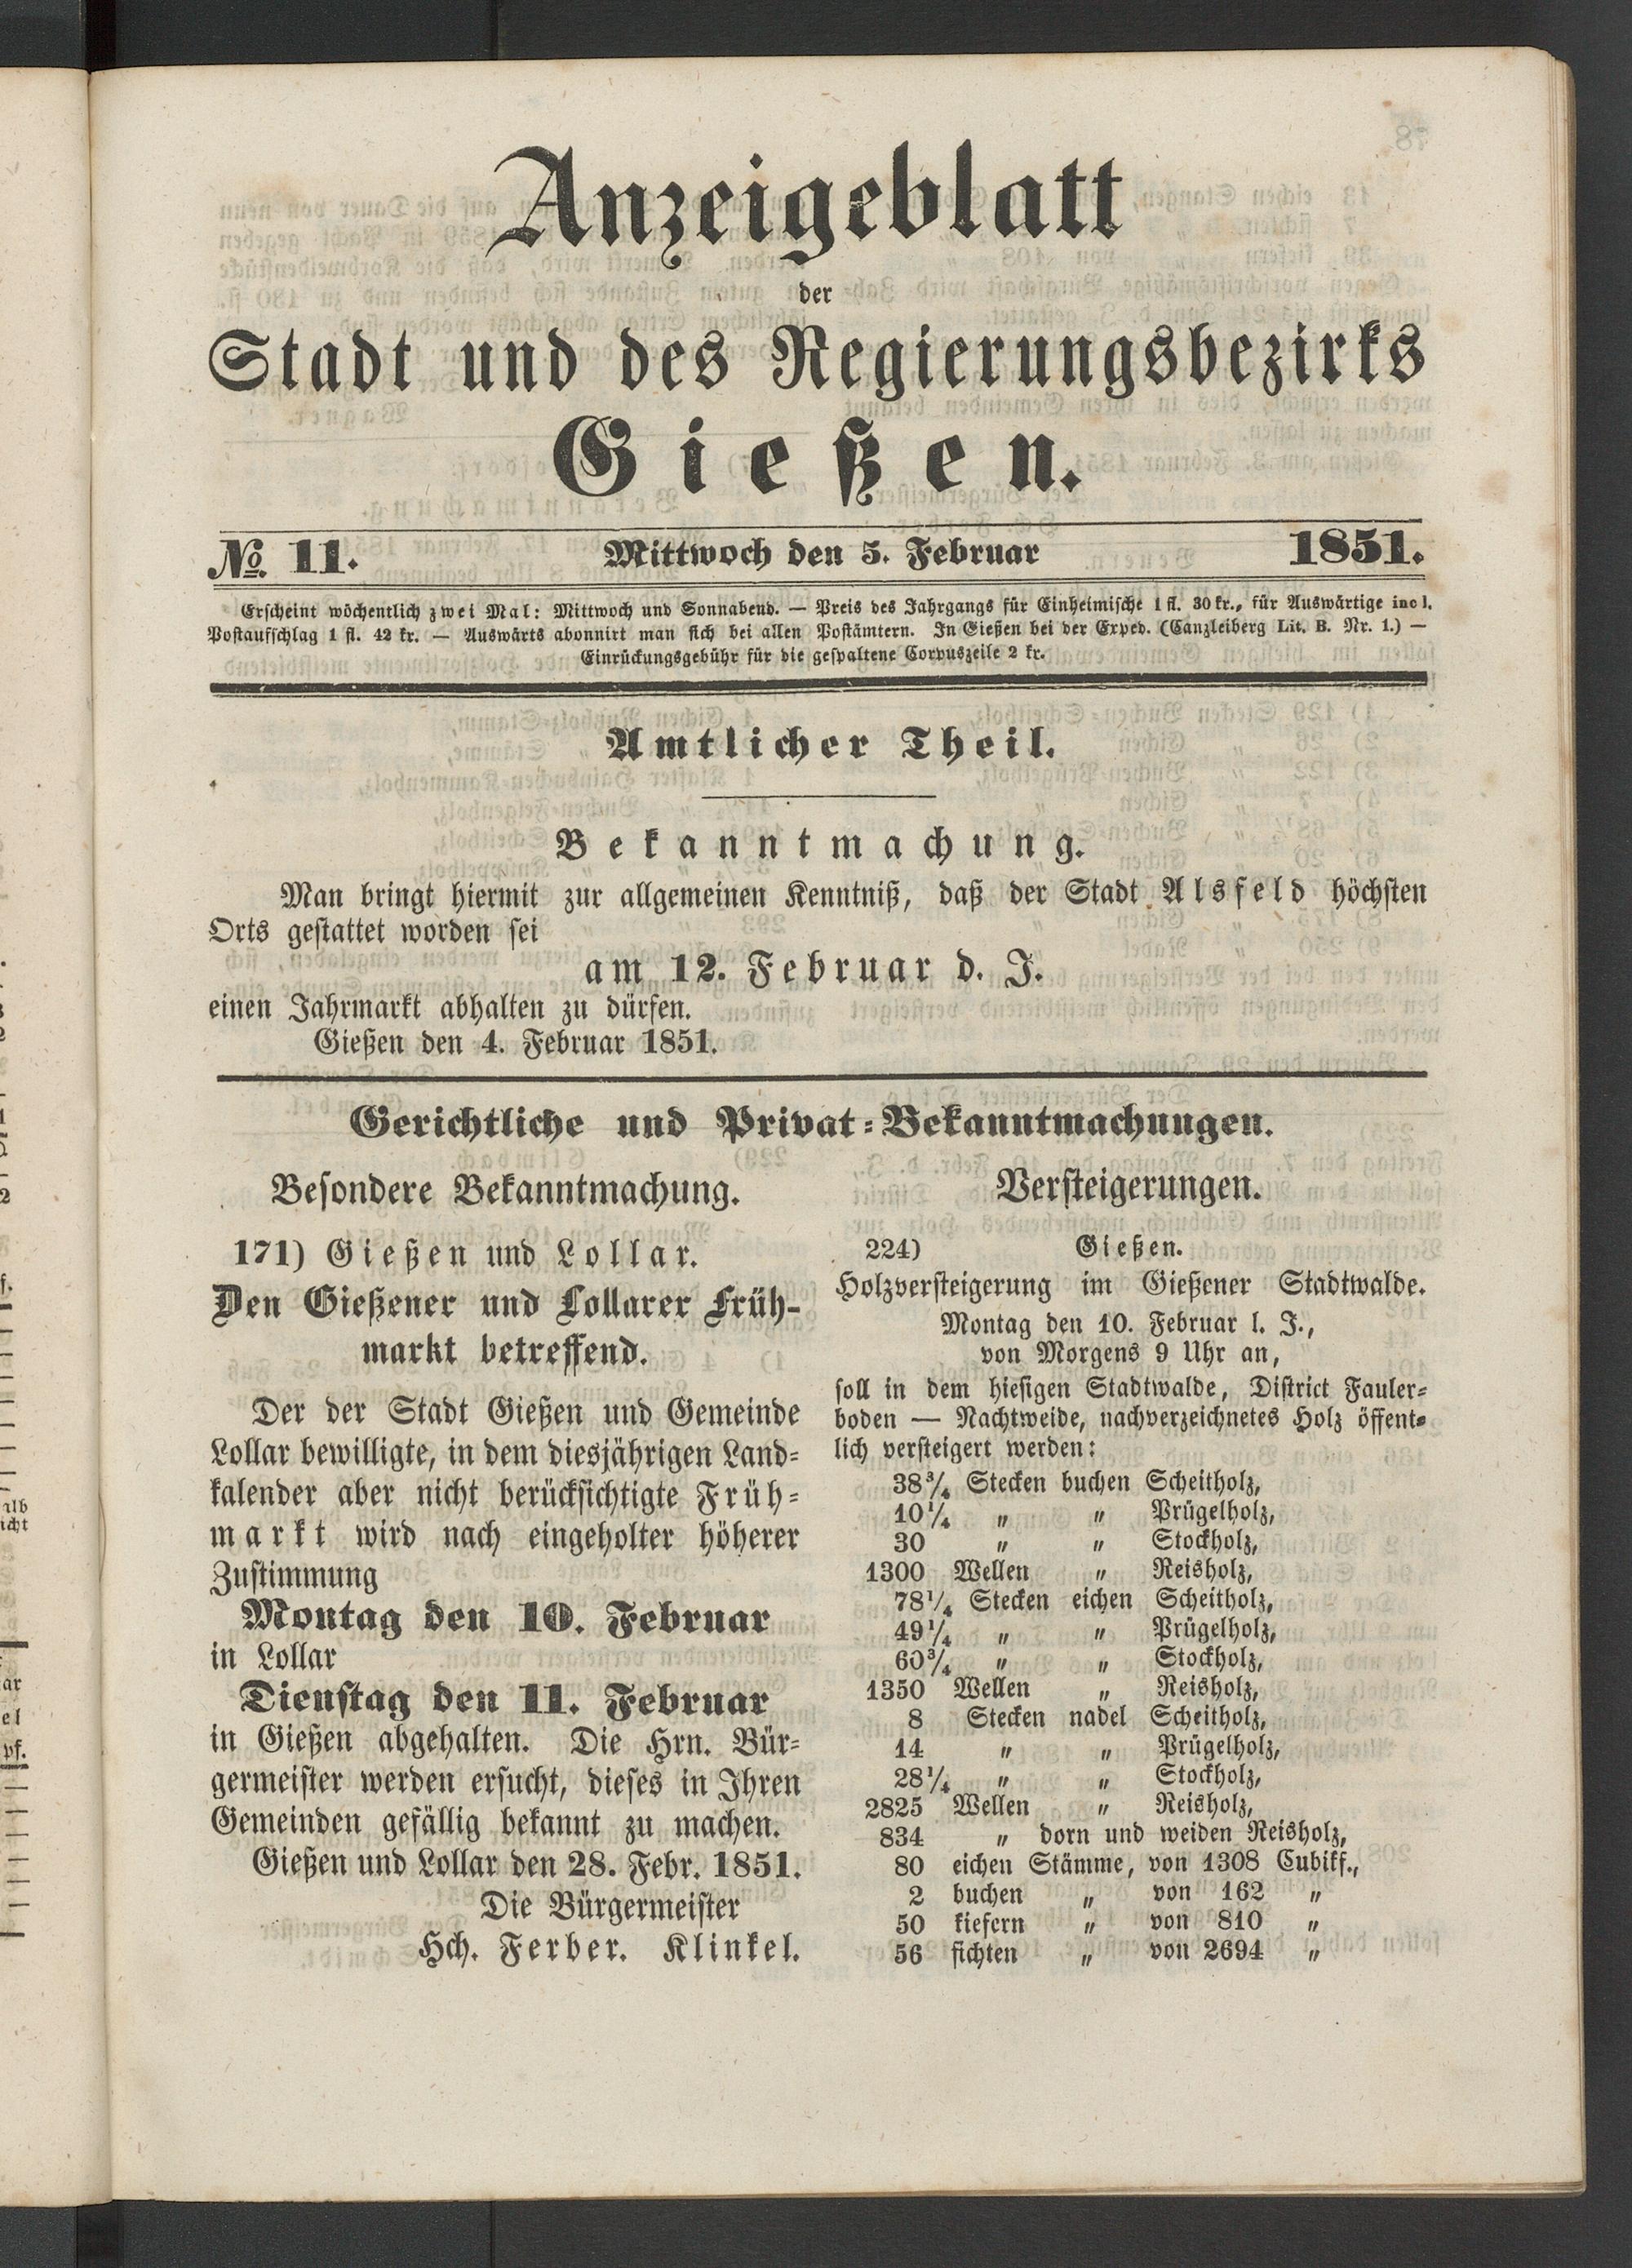 Anzeigeblatt
der
Stadt und des Regierungsbezirks
Gießen.
No. 11.   Mittwoch den 5. Februar   1851.
Erscheint wöchentlich zwei Mal: Mittwoch und Sonnabend. — Preis des Jahrgangs für Einheimische 1 fl. 30 kr., für Auswärtige incl.
Postaufschlag 1 fl. 42 kr. — Auswärts abonnirt man sich bei allen Postämtern. In Gießen bei der Exped. (Canzleiberg Lit. B. Nr. 1.) —
Einrückungsgebühr für die gespaltene Corpuszeile 2 kr.
Amtlicher Theil.
Bekanntmachung.
Man bringt hiermit zur allgemeinen Kenntniß, daß der Stadt Alsfeld höchsten
Orts gestattet worden sei
am 12. Februar d. J.
einen Jahrmarkt abhalten zu dürfen.
Gießen den 4. Februar 1851.
Gerichtliche und Privat-Bekanntmachungen.
Besondere Bekanntmachung.
171) Gießen und Lollar.
Den Gießener und Lollarer Früh-
markt betreffend.
Der der Stadt Gießen und Gemeinde
Lollar bewilligte, in dem diesjährigen Land-
kalender aber nicht berücksichtigte Früh-
markt wird nach eingeholter höherer
Zustimmung
Montag den 10. Februar
in Lollar
Dienstag den 11. Februar
in Gießen abgehalten. Die Hrn. Bür-
germeister werden ersucht, dieses in Ihren
Gemeinden gefällig bekannt zu machen.
Gießen und Lollar den 28. Febr. 1851.
Die Bürgermeister
Hch. Ferber. Klinkel.
Versteigerungen.
224) Gießen.
Holzversteigerung im Gießener Stadtwalde.
Montag den 10. Februar l. J.,
von Morgens 9 Uhr an,
soll in dem hiesigen Stadtwalde, District Fauler-
boden — Nachtweide, nachverzeichnetes Holz öffent-
lich versteigert werden:
38 3/4 Stecken buchen Scheitholz,
10 1/4 „ „ Prügelholz,
30 „ „ Stockholz,
1300 Wellen „ Reisholz,
78 1/4 Stecken eichen Scheitholz,
49 1/4 „ „ Prügelholz,
60 3/4 „ „ Stockholz,
1350 Wellen „ Reisholz,
8 Stecken nadel Scheitholz,
14 „ „ Prügelholz,
28 1/4 „ „ Stockholz,
2825 Wellen „ Reisholz,
834 „ dorn und weiden Reisholz,
80 eichen Stämme, von 1308 Cubikf.,
2 buchen „ von 162 „
50 kiefern „ von 810 „
56 fichten „ von 2694 „